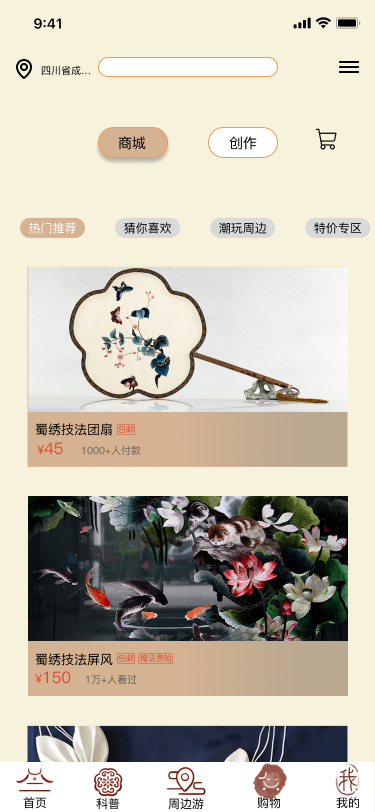 9:41
四川省成...
商城 创作
热门推荐 猜你喜欢 潮玩周边 特价专区
蜀绣技法团扇 包邮
¥45 1000+人付款
蜀绣技法屏风 包邮 赠运费险
¥150 1万+人看过
首页 科普 周边游 购物 我的